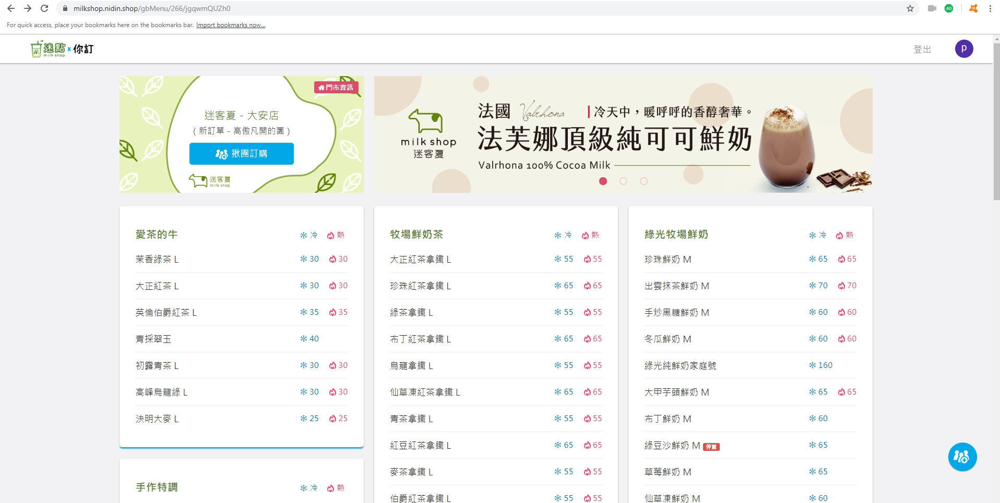 milkshop.nidin.shop/gbMenu/266/jgqwmQUZh0
AD
For quick access, place your bookmarks here on the bookmarks bar. Import bookmarks now...
迷點 x 你訂
milk shop
登出
p
門市資訊
迷客夏 - 大安店
( 新訂單 - 高傲凡開的團 )
揪團訂購
迷客夏
milk shop
milk shop
迷客夏
法國 Valrhona
冷天中，暖呼呼的香醇奢華。
法芙娜頂級純可可鮮奶
Valrhona 100% Cocoa Milk
愛茶的牛 冷 熱
茉香綠茶 L 30 30
大正紅茶 L 30 30
英倫伯爵紅茶 L 35 35
青採翠玉 40
初露青茶 L 30 30
高峰烏龍綠 L 30 30
決明大麥 L 25 25
手作特調 冷 熱
牧場鮮奶茶 冷 熱
大正紅茶拿鐵 L 55 55
珍珠紅茶拿鐵 L 65 65
綠茶拿鐵 L 55 55
布丁紅茶拿鐵 L 65 65
烏龍拿鐵 L 55 55
仙草凍紅茶拿鐵 L 65 65
青茶拿鐵 L 55 55
紅豆紅茶拿鐵 L 65 65
麥茶拿鐵 L 55 55
伯爵紅茶拿鐵 L 55 55
綠光牧場鮮奶 冷 熱
珍珠鮮奶 M 65 65
出雲抹茶鮮奶 M 70 70
手炒黑糖鮮奶 M 60 60
冬瓜鮮奶 M 60 60
綠光純鮮奶家庭號 160
大甲芋頭鮮奶 M 65 65
布丁鮮奶 M 60
綠豆沙鮮奶 M 停賣 65
草莓鮮奶 M 65
仙草凍鮮奶 M 60